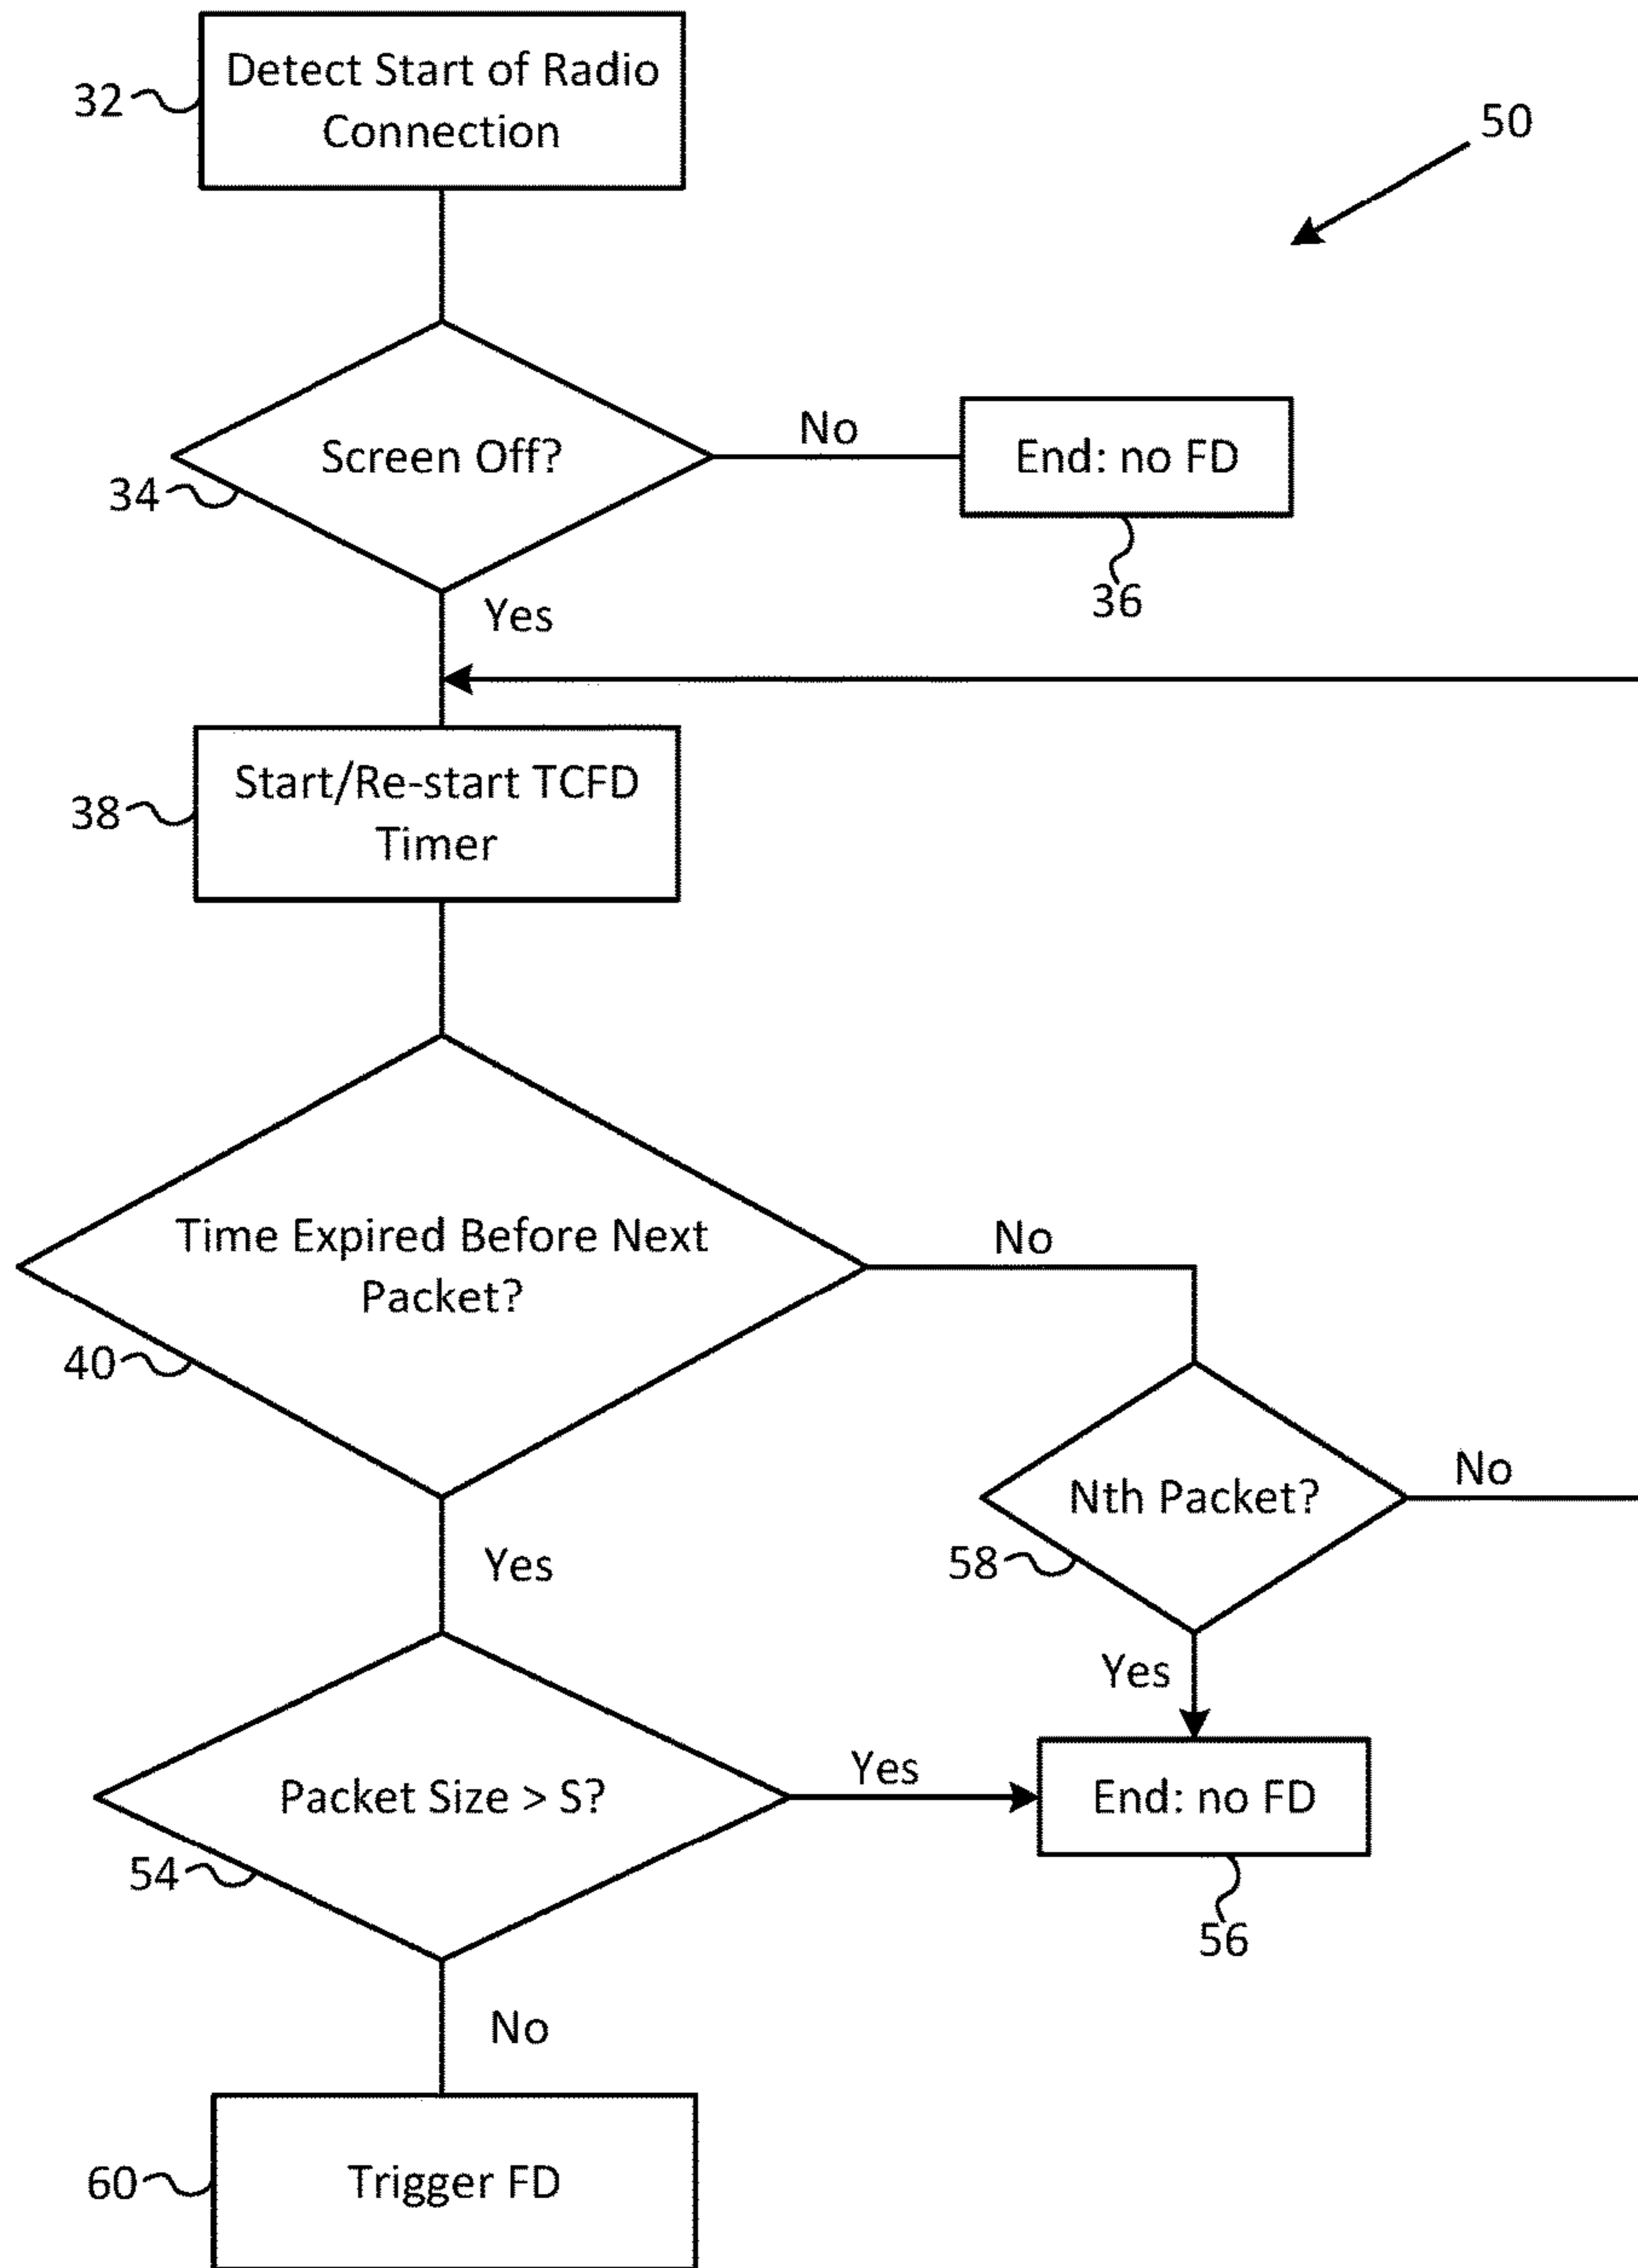 Detect Start of Radio
Connection
32
50
Screen Off?
34
No
End: no FD
36
Yes
Start/Re-start TCFD
Timer
38
Time Expired Before Next
Packet?
40
No
Nth Packet?
58
No
Yes
Yes
Packet Size > S?
54
Yes
End: no FD
56
No
Trigger FD
60